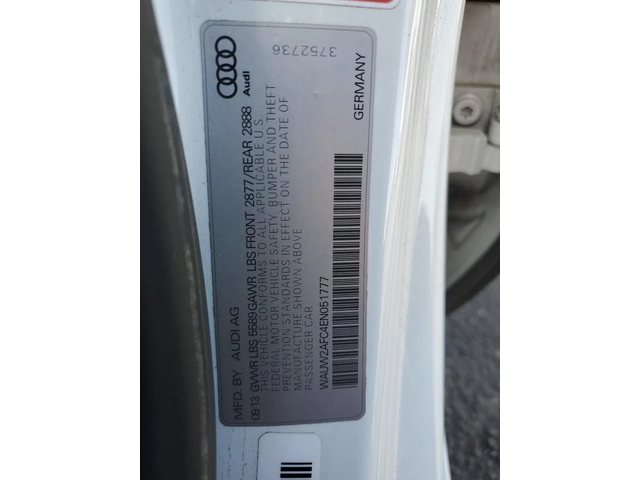 3752736
Audi
GERMANY
MFD BY AUDI AG
09 13 GVWR LBS 5589 GAWR LBS FRONT 2877/REAR 2888
THIS VEHICLE CONFORMS TO ALL APPLICABLE U S
FEDERAL MOTOR VEHICLE SAFETY, BUMPER AND THEFT
PREVENTION STANDARDS IN EFFECT ON THE DATE OF
MANUFACTURE SHOWN ABOVE
PASSENGER CAR
WAUW2AFC4EN051777